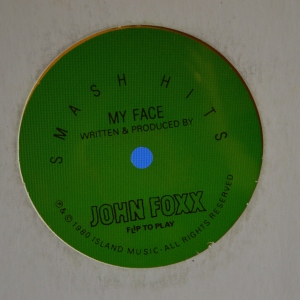 SMASH HITS
MY FACE
WRITTEN & PRODUCED BY
JOHN FOXX
FLIP TO PLAY
℗ & © 1980 ISLAND MUSIC-ALL RIGHTS RESERVED